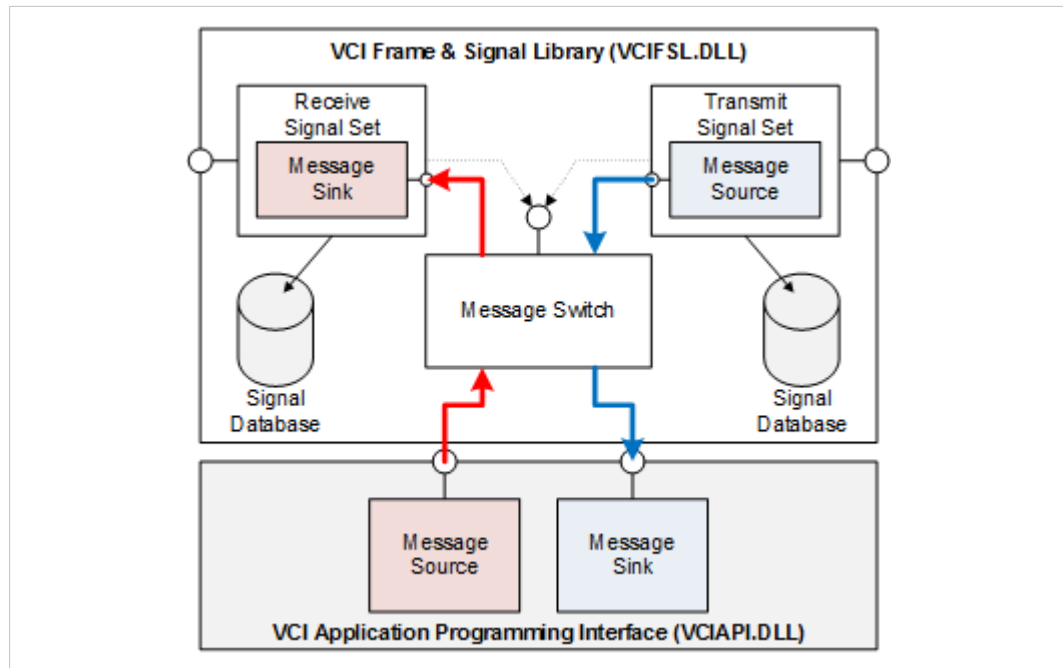 VCI Frame & Signal Library (VCIFSL.DLL)
Receive
Signal Set
Message
Sink
Transmit
Signal Set
Message
Source
Message Switch
Signal
Database
Signal
Database
Message
Source
Message
Sink
VCI Application Programming Interface (VCIAPI.DLL)